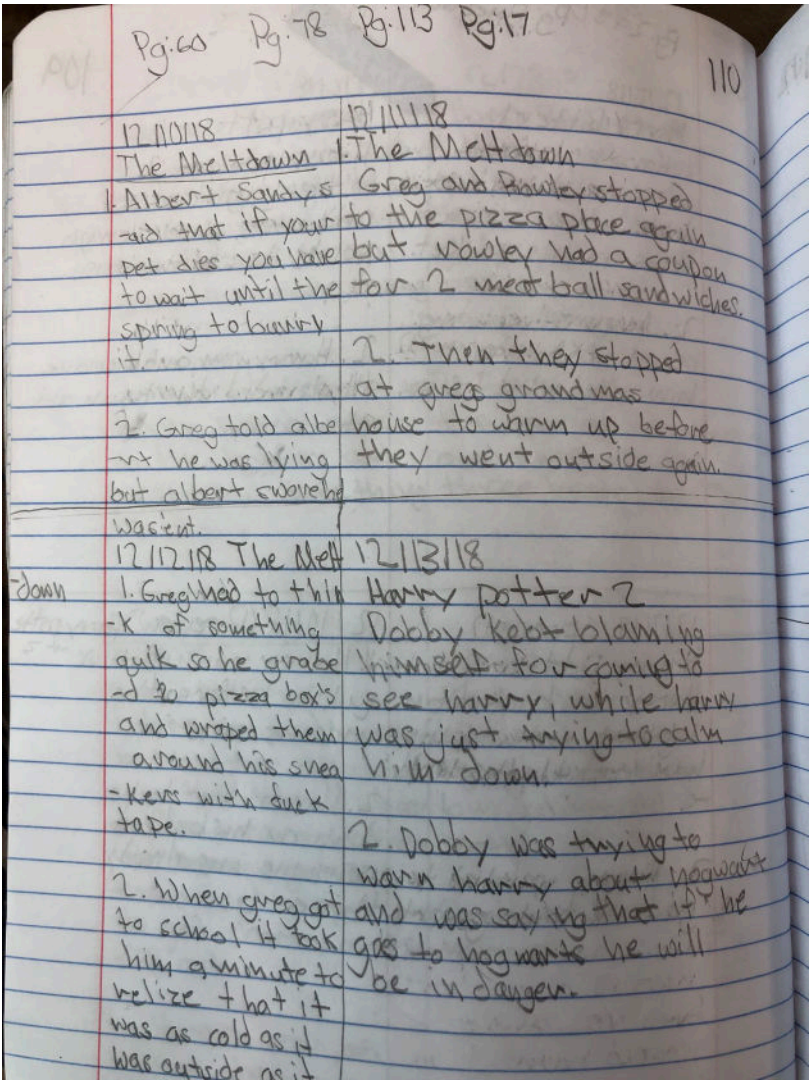 Pg:60 Pg:78 Pg:113 Pg:17
110
12/10/18
The Meltdown
1. Albert Sandys
-aid that if your
pet dies you have
to wait until the
spring to burry
it.
2. Greg told albe
-rt he was lying
but albert swore he
was'ent.
12/11/18
1. The Meltdown
Greg and Rowley stopped
to the pizza place again
but rowley had a coupon
for 2 meat ball sandwiches.
2. Then they stopped
at gregs grandmas
house to warm up before
they went outside again.
12/12/18 The Melt
-down
1. Greg had to thin
-k of something
quik so he grabe
-d 2 pizza box's
and wraped them
around his snea
-kers with duck
tape.
2. When greg got
to school it took
him a minute to
relize that it
was as cold as it
was outside as it
12/13/18
Harry potter 2
Dobby kebt blaming
himself for coming to
see harry, while harry
was just trying to calm
him down.
2. Dobby was trying to
warn harry about hogwart
and was saying that if he
goes to hogwarts he will
be in danger.